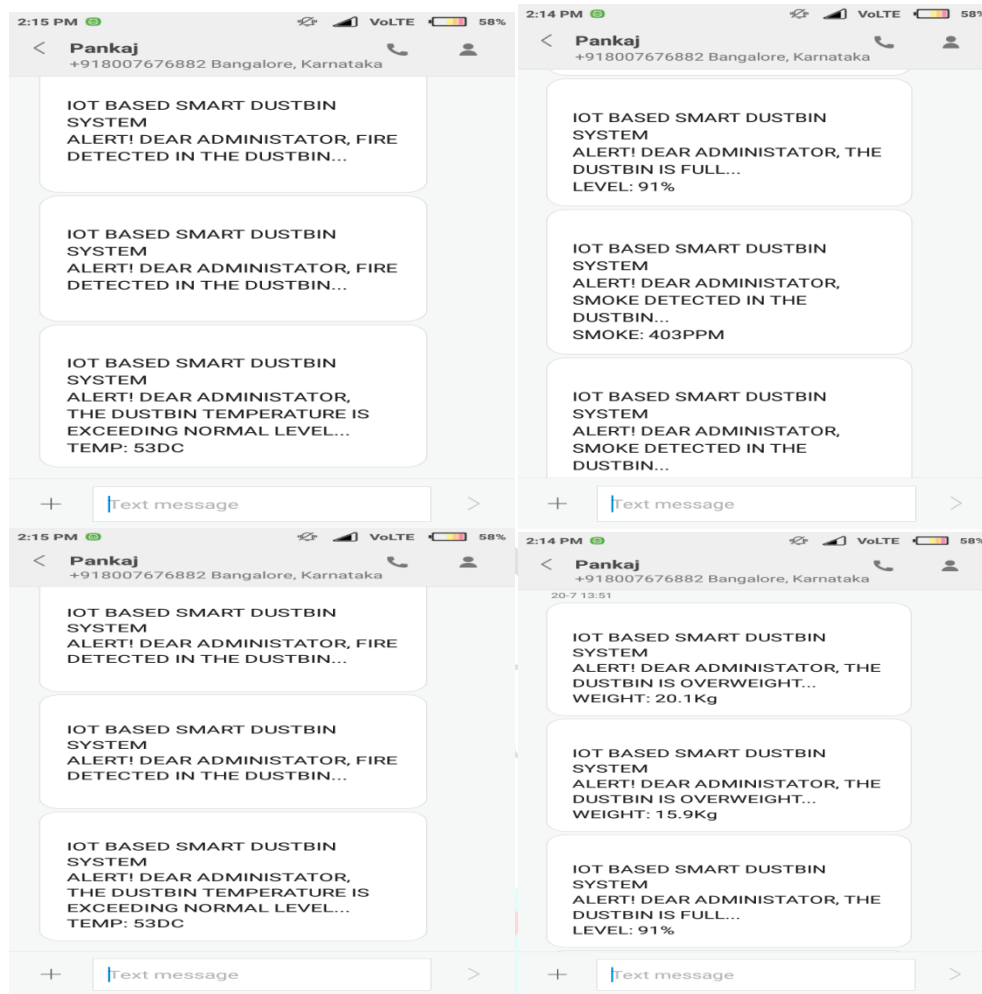 2:15 PM VoLTE 58%
Pankaj
+918007676882 Bangalore, Karnataka
IOT BASED SMART DUSTBIN
SYSTEM
ALERT! DEAR ADMINISTATOR, FIRE
DETECTED IN THE DUSTBIN...
IOT BASED SMART DUSTBIN
SYSTEM
ALERT! DEAR ADMINISTATOR, FIRE
DETECTED IN THE DUSTBIN...
IOT BASED SMART DUSTBIN
SYSTEM
ALERT! DEAR ADMINISTATOR,
THE DUSTBIN TEMPERATURE IS
EXCEEDING NORMAL LEVEL...
TEMP: 53DC
Text message
2:14 PM VoLTE 58%
Pankaj
+918007676882 Bangalore, Karnataka
IOT BASED SMART DUSTBIN
SYSTEM
ALERT! DEAR ADMINISTATOR, THE
DUSTBIN IS FULL...
LEVEL: 91%
IOT BASED SMART DUSTBIN
SYSTEM
ALERT! DEAR ADMINISTATOR,
SMOKE DETECTED IN THE
DUSTBIN...
SMOKE: 403PPM
IOT BASED SMART DUSTBIN
SYSTEM
ALERT! DEAR ADMINISTATOR,
SMOKE DETECTED IN THE
DUSTBIN...
Text message
2:15 PM VoLTE 58%
Pankaj
+918007676882 Bangalore, Karnataka
IOT BASED SMART DUSTBIN
SYSTEM
ALERT! DEAR ADMINISTATOR, FIRE
DETECTED IN THE DUSTBIN...
IOT BASED SMART DUSTBIN
SYSTEM
ALERT! DEAR ADMINISTATOR, FIRE
DETECTED IN THE DUSTBIN...
IOT BASED SMART DUSTBIN
SYSTEM
ALERT! DEAR ADMINISTATOR,
THE DUSTBIN TEMPERATURE IS
EXCEEDING NORMAL LEVEL...
TEMP: 53DC
Text message
2:14 PM VoLTE 58%
Pankaj
+918007676882 Bangalore, Karnataka
20-7 13:51
IOT BASED SMART DUSTBIN
SYSTEM
ALERT! DEAR ADMINISTATOR, THE
DUSTBIN IS OVERWEIGHT...
WEIGHT: 20.1Kg
IOT BASED SMART DUSTBIN
SYSTEM
ALERT! DEAR ADMINISTATOR, THE
DUSTBIN IS OVERWEIGHT...
WEIGHT: 15.9Kg
IOT BASED SMART DUSTBIN
SYSTEM
ALERT! DEAR ADMINISTATOR, THE
DUSTBIN IS FULL...
LEVEL: 91%
Text message